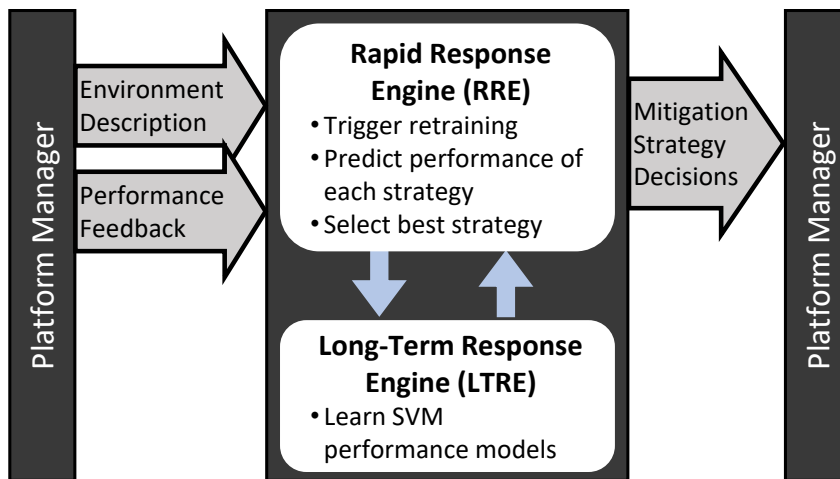 Platform Manager
Environment
Description
Performance
Feedback
Rapid Response
Engine (RRE)
• Trigger retraining
• Predict performance of
each strategy
• Select best strategy
Long-Term Response
Engine (LTRE)
• Learn SVM
performance models
Mitigation
Strategy
Decisions
Platform Manager